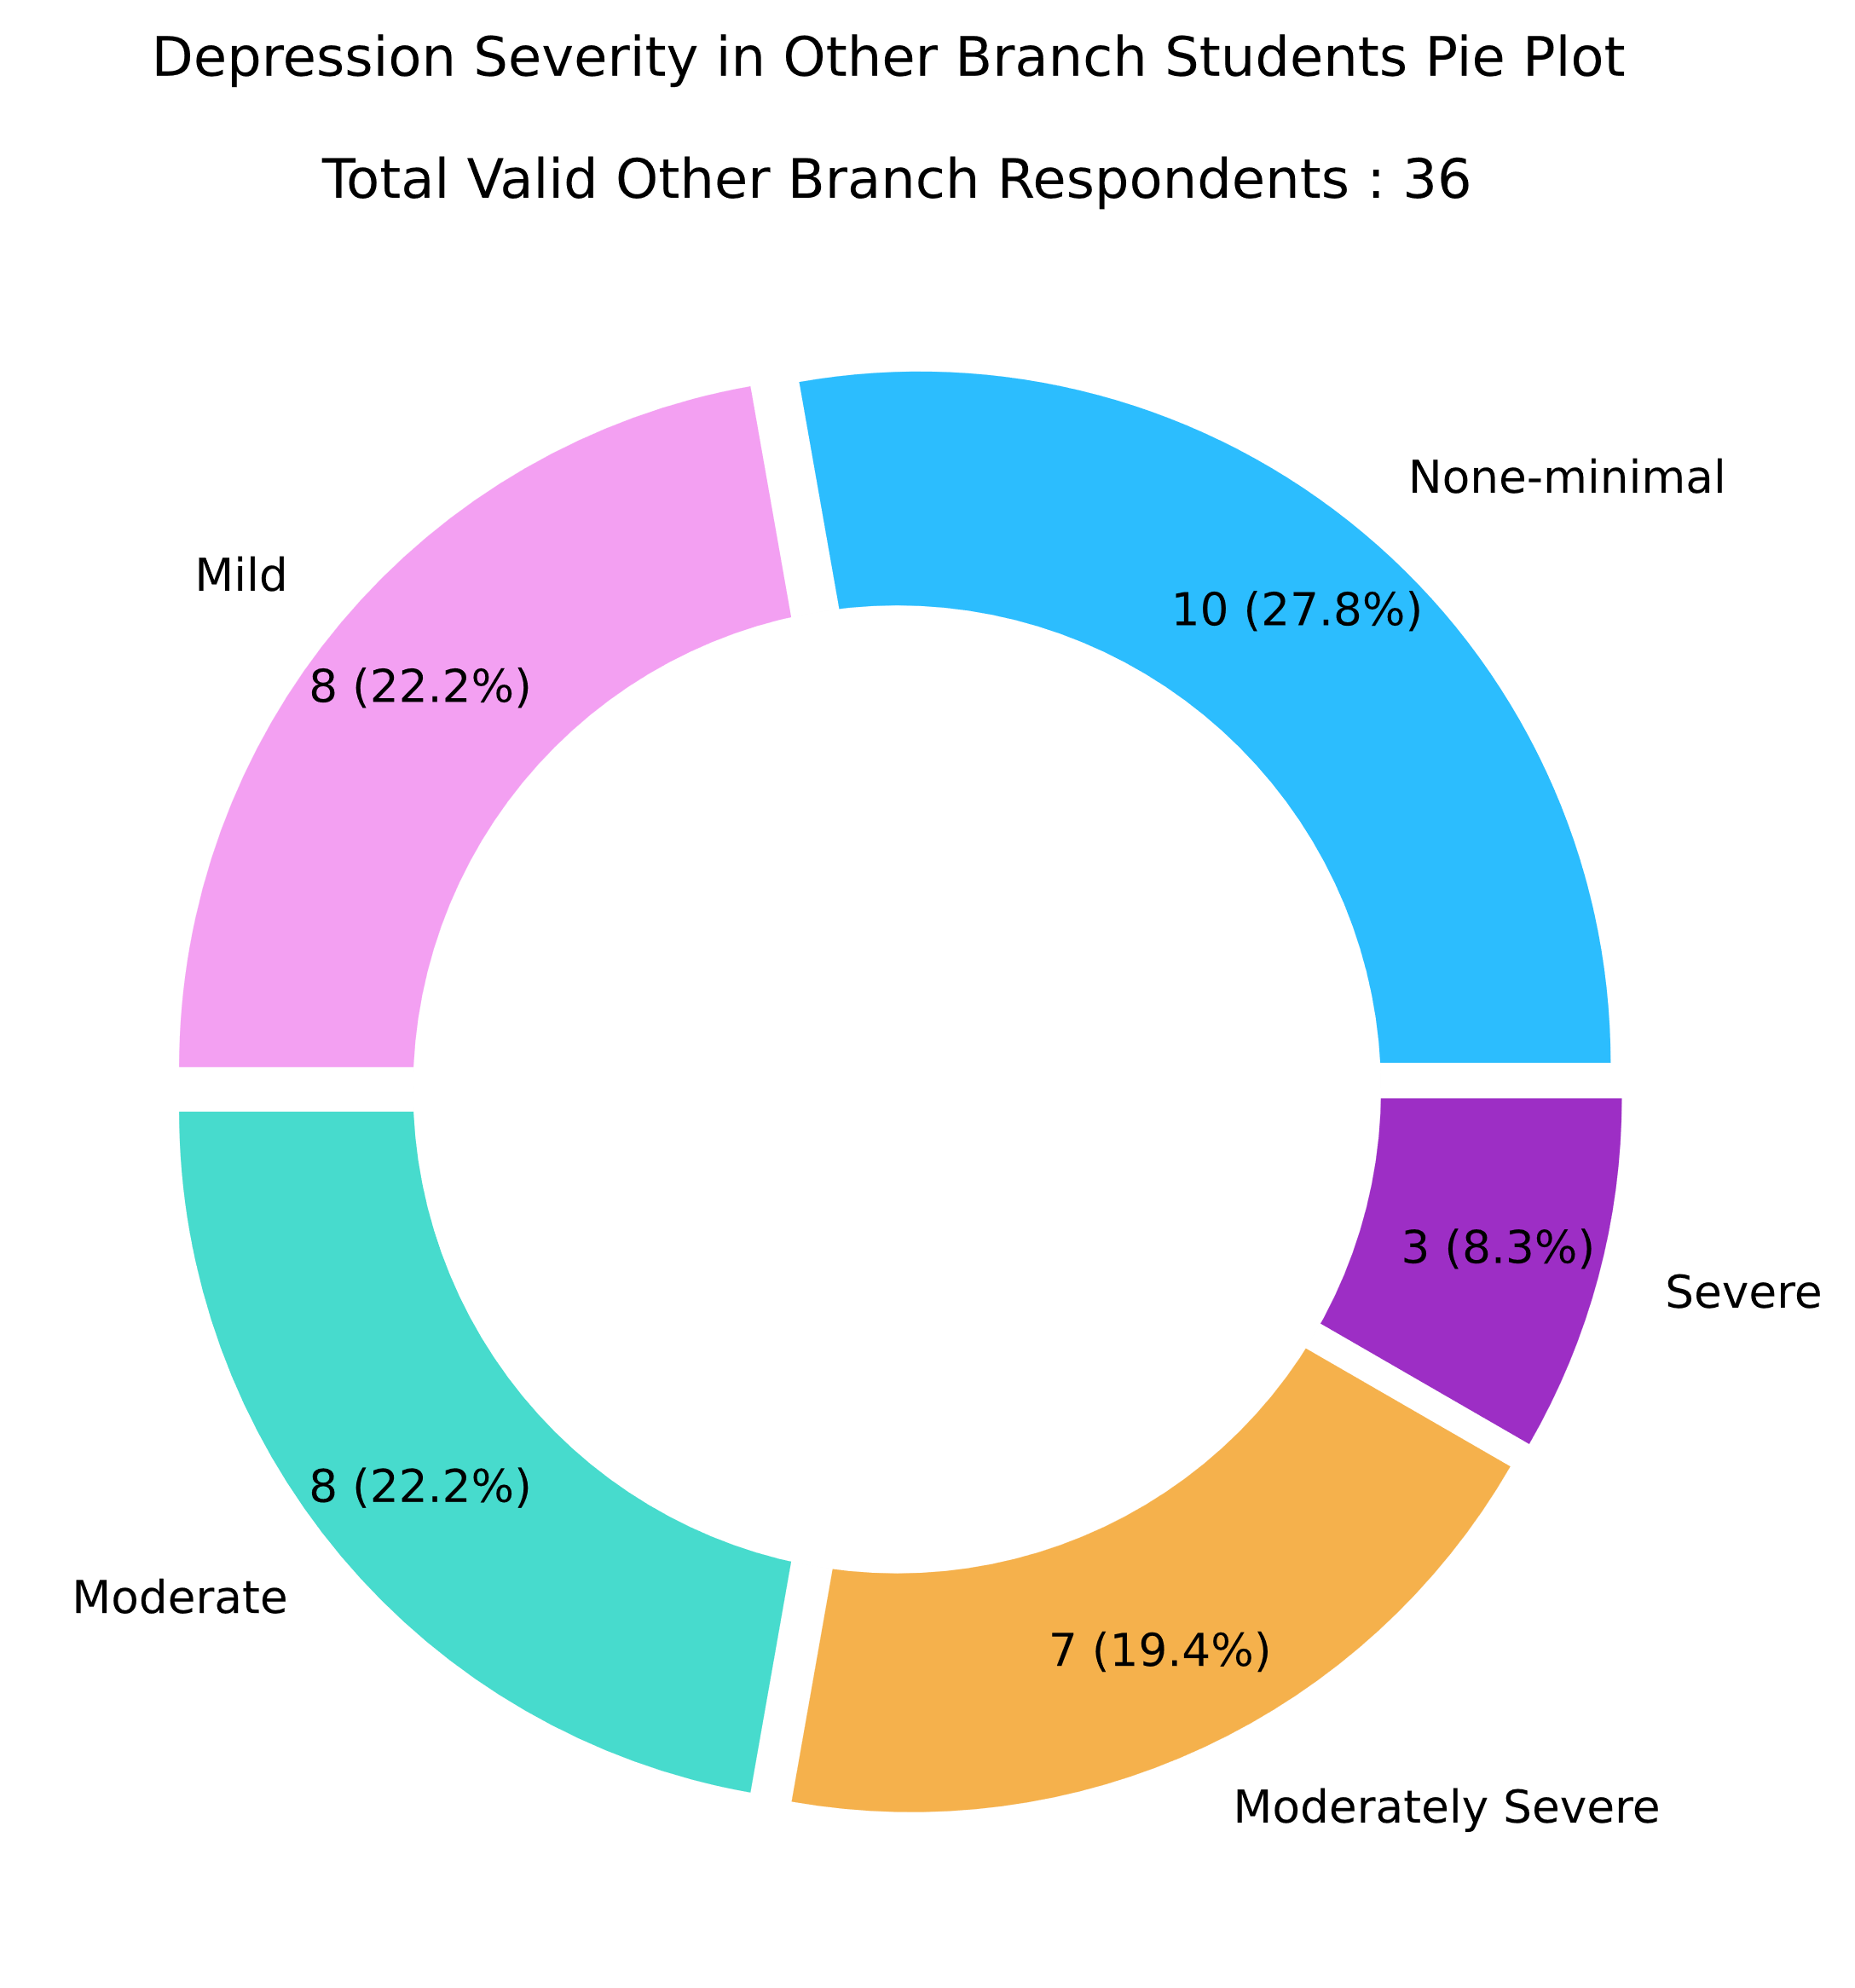 Depression Severity in Other Branch Students Pie Plot
Total Valid Other Branch Respondents : 36
None-minimal
Mild
10 (27.8%)
8 (22.2%)
3 (8.3%)
Severe
8 (22.2%)
Moderate
7 (19.4%)
Moderately Severe